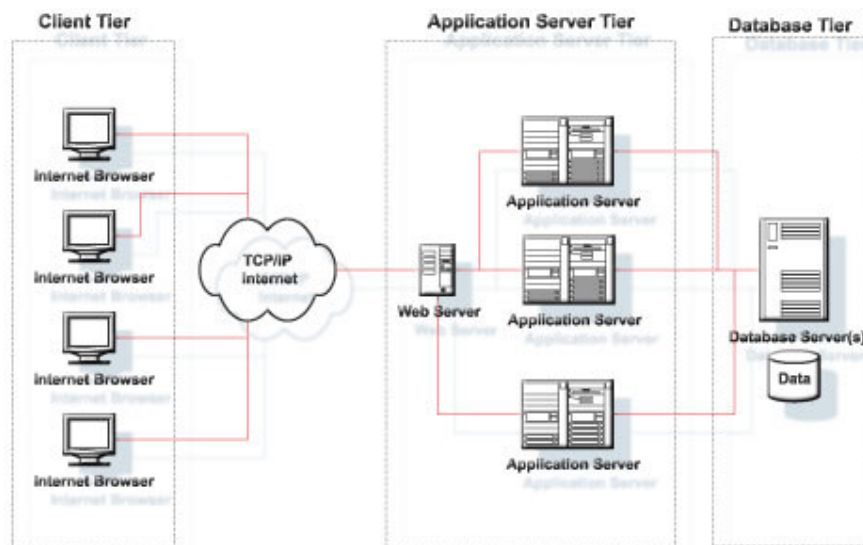 Client Tier
Application Server Tier
Database Tier
Internet Browser
Internet Browser
Internet Browser
Internet Browser
TCP/IP
Internet
Web Server
Application Server
Application Server
Application Server
Database Server(s)
Data